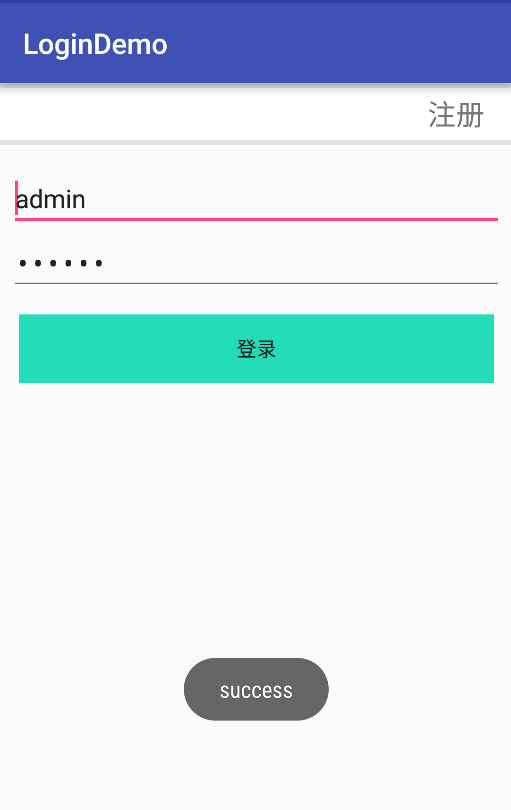 LoginDemo
注册
admin
••••••
登录
success